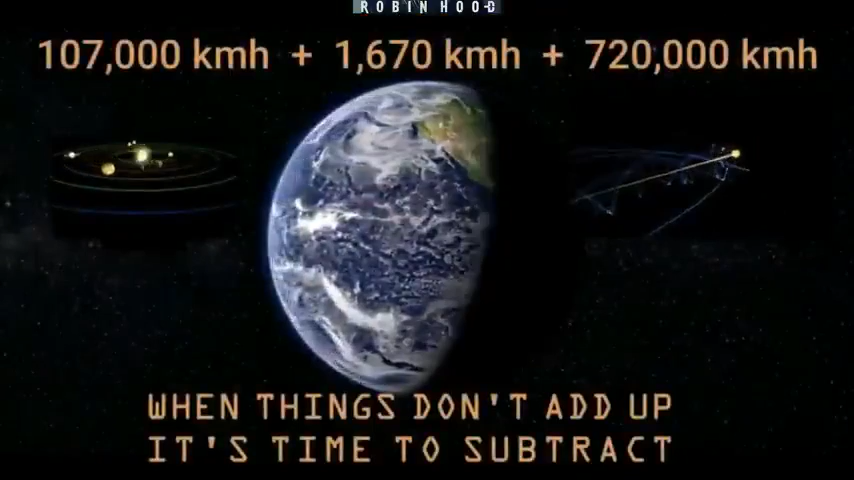 ROBIN HOOD
107,000 kmh + 1,670 kmh + 720,000 kmh
WHEN THINGS DON'T ADD UP
IT'S TIME TO SUBTRACT